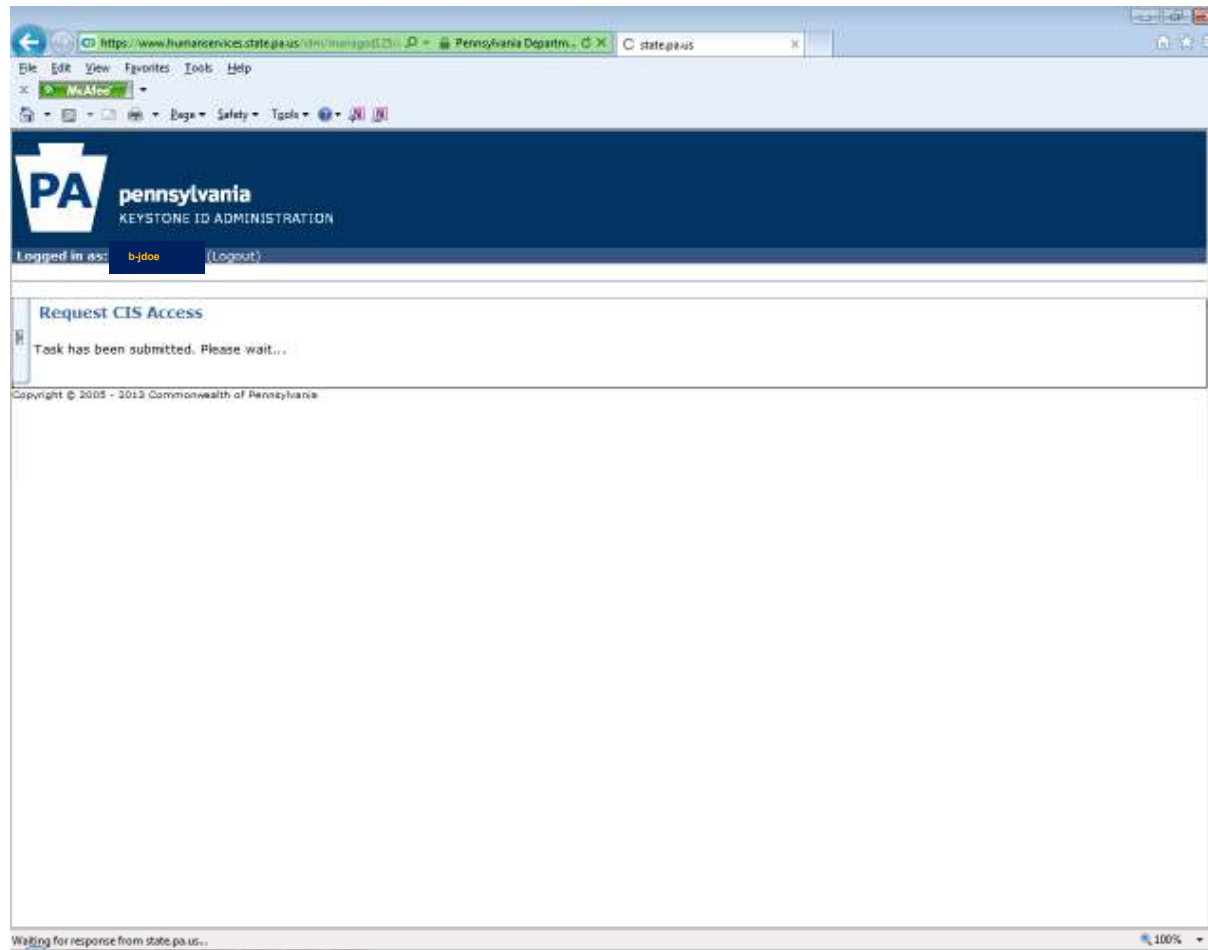 https://www.humanservices.state.pa.us Pennsylvania Departm... state.pa.us
File Edit View Favorites Tools Help
McAfee
Page Safety Tools
PA
pennsylvania
KEYSTONE ID ADMINISTRATION
Logged in as: b-jdoe (Logout)
Request CIS Access
Task has been submitted. Please wait...
Copyright © 2005 - 2013 Commonwealth of Pennsylvania
Waiting for response from state.pa.us... 100%